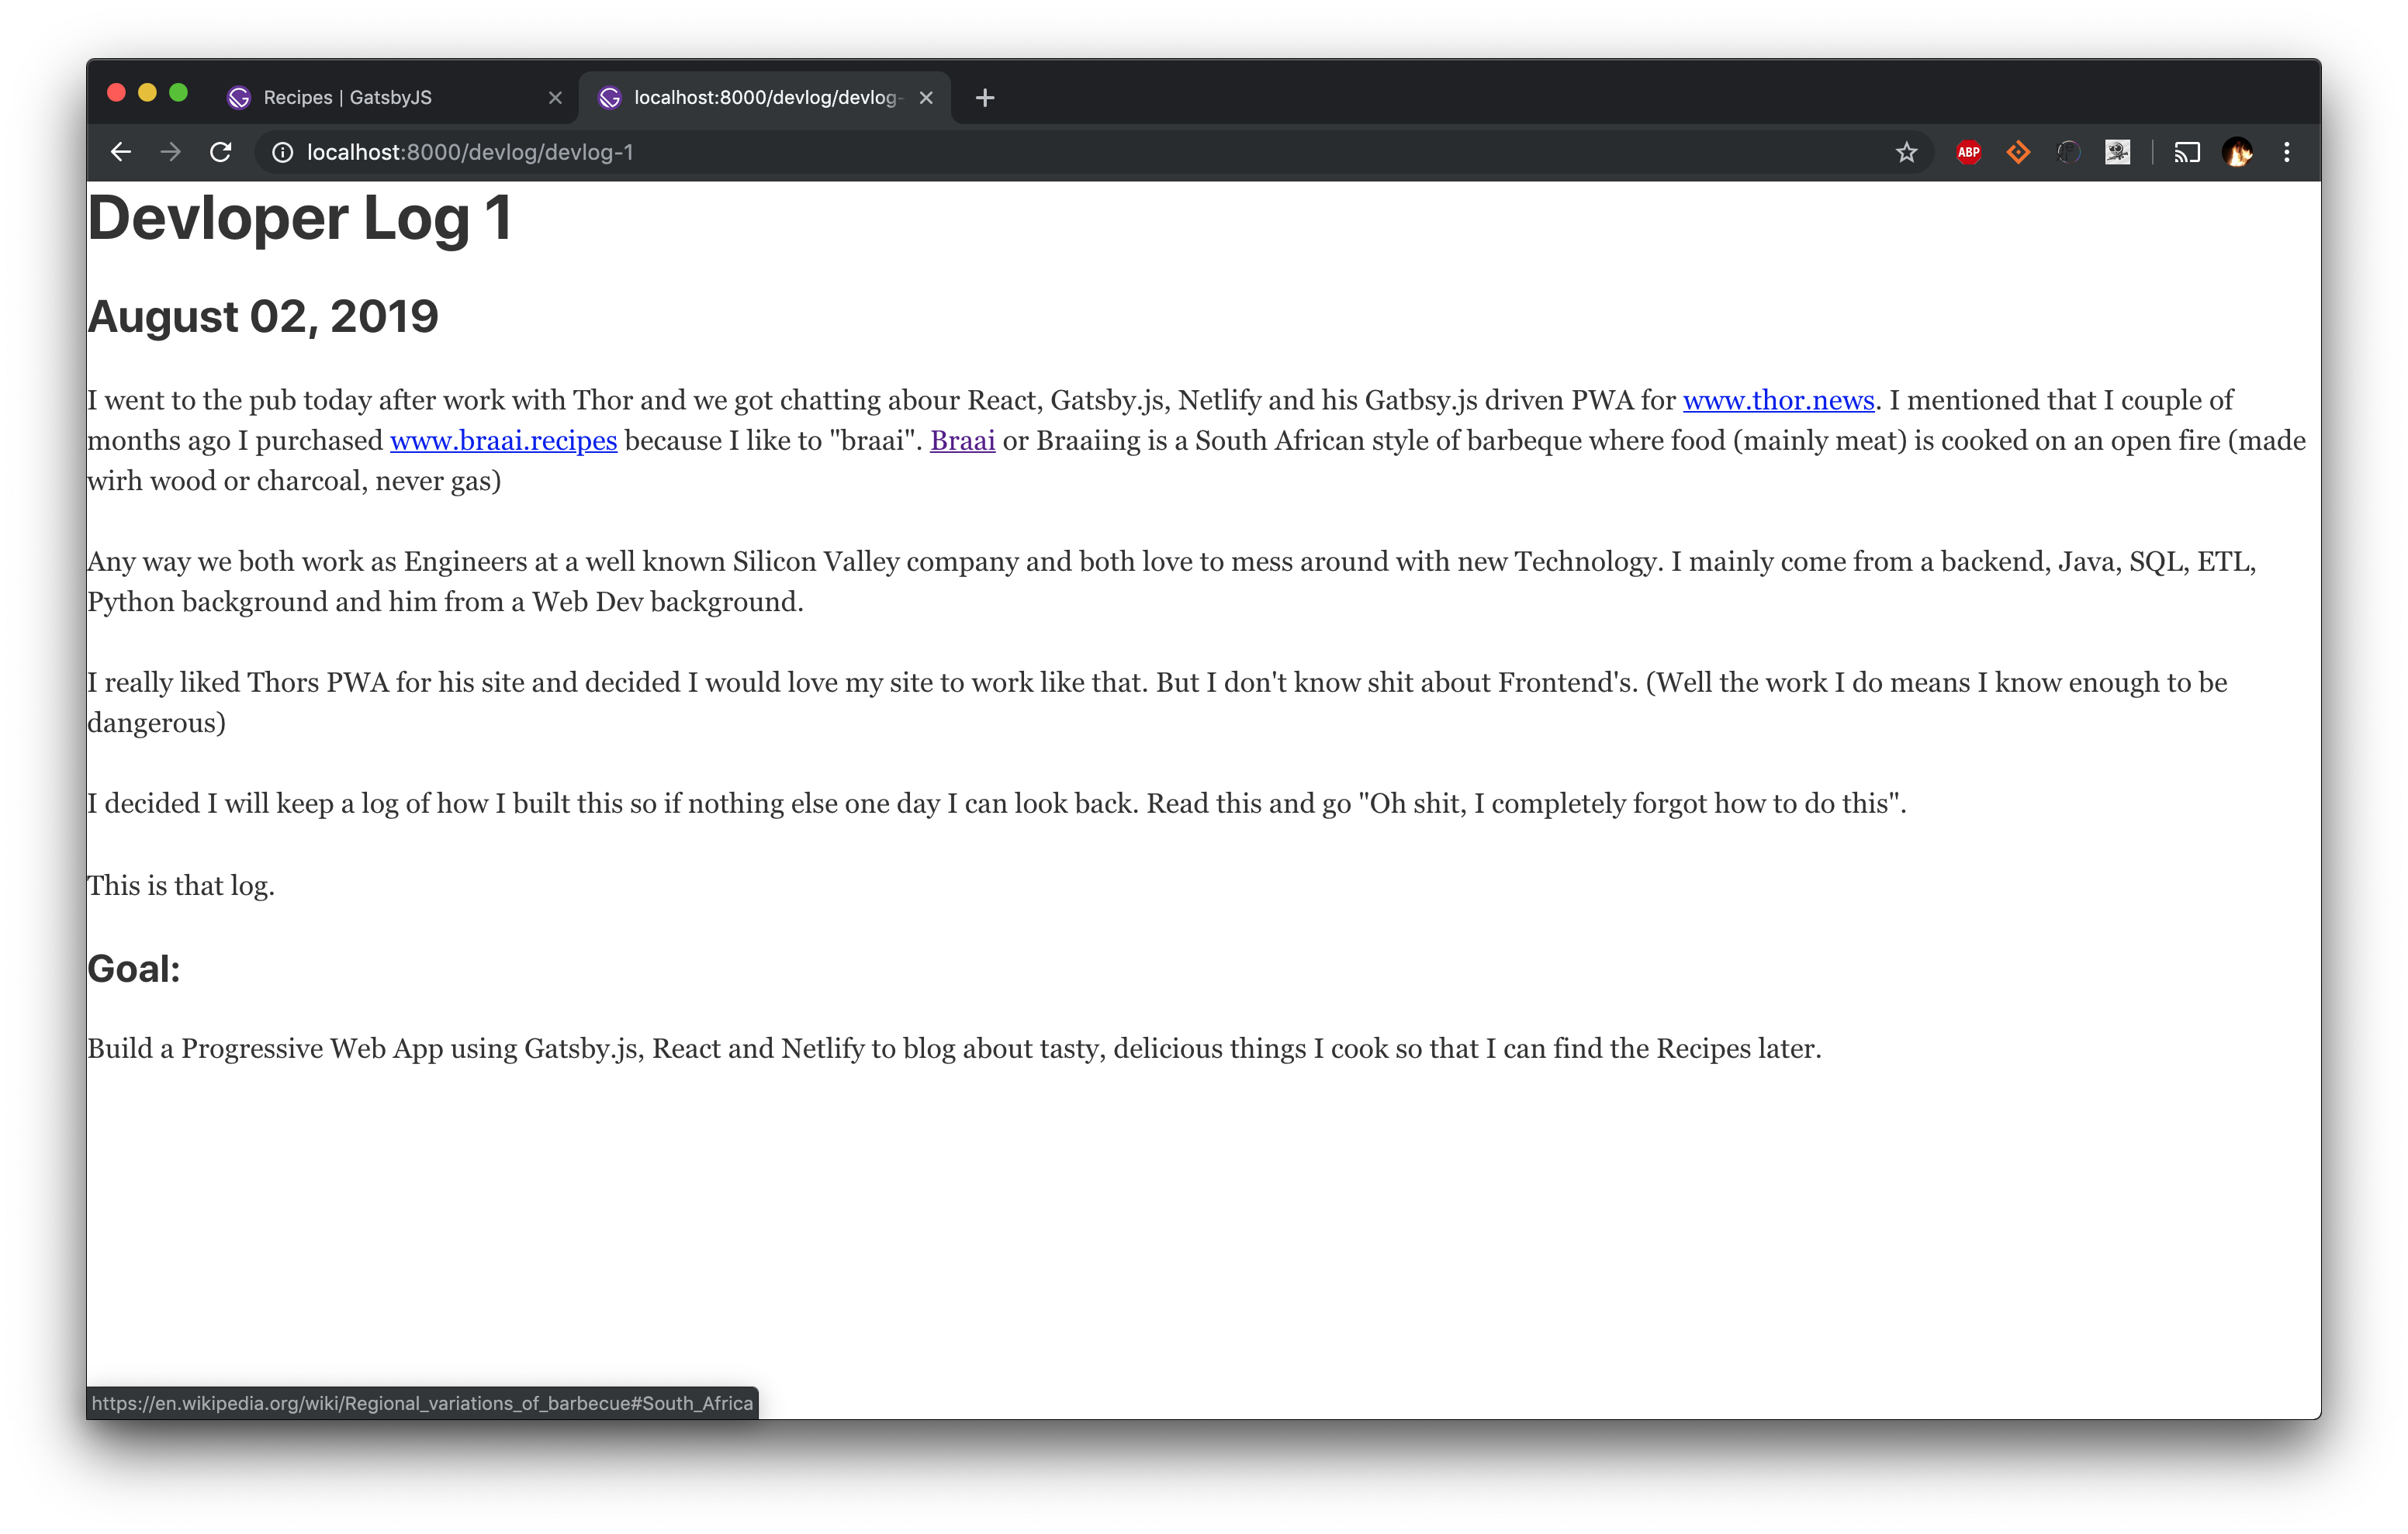 Recipes | GatsbyJS
localhost:8000/devlog/devlog-
localhost:8000/devlog/devlog-1
ABP
Devloper Log 1
August 02, 2019
I went to the pub today after work with Thor and we got chatting abour React, Gatsby.js, Netlify and his Gatbsy.js driven PWA for www.thor.news. I mentioned that I couple of
months ago I purchased www.braai.recipes because I like to "braai". Braai or Braaiing is a South African style of barbeque where food (mainly meat) is cooked on an open fire (made
wirh wood or charcoal, never gas)
Any way we both work as Engineers at a well known Silicon Valley company and both love to mess around with new Technology. I mainly come from a backend, Java, SQL, ETL,
Python background and him from a Web Dev background.
I really liked Thors PWA for his site and decided I would love my site to work like that. But I don't know shit about Frontend's. (Well the work I do means I know enough to be
dangerous)
I decided I will keep a log of how I built this so if nothing else one day I can look back. Read this and go "Oh shit, I completely forgot how to do this".
This is that log.
Goal:
Build a Progressive Web App using Gatsby.js, React and Netlify to blog about tasty, delicious things I cook so that I can find the Recipes later.
https://en.wikipedia.org/wiki/Regional_variations_of_barbecue#South_Africa